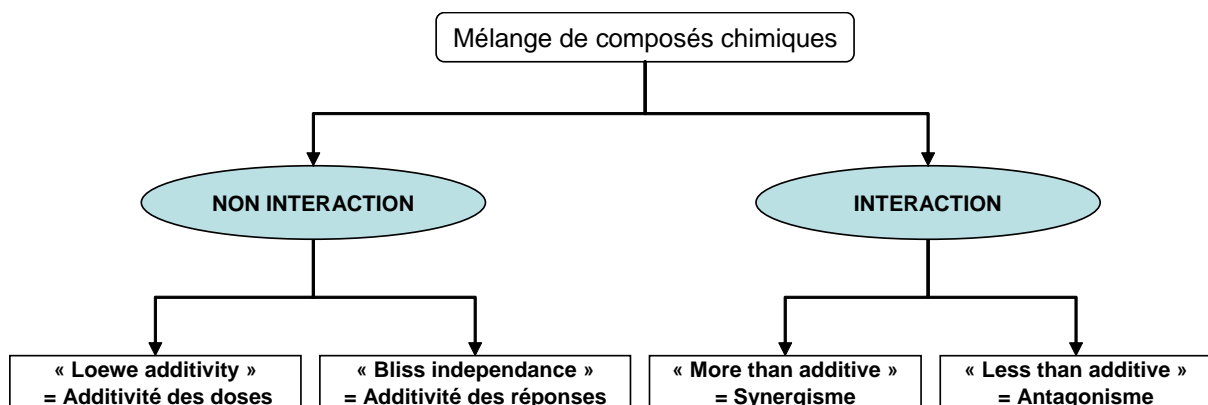 Mélange de composés chimiques
NON INTERACTION
INTERACTION
« Loewe additivity »
= Additivité des doses
« Bliss independance »
= Additivité des réponses
« More than additive »
= Synergisme
« Less than additive »
= Antagonisme